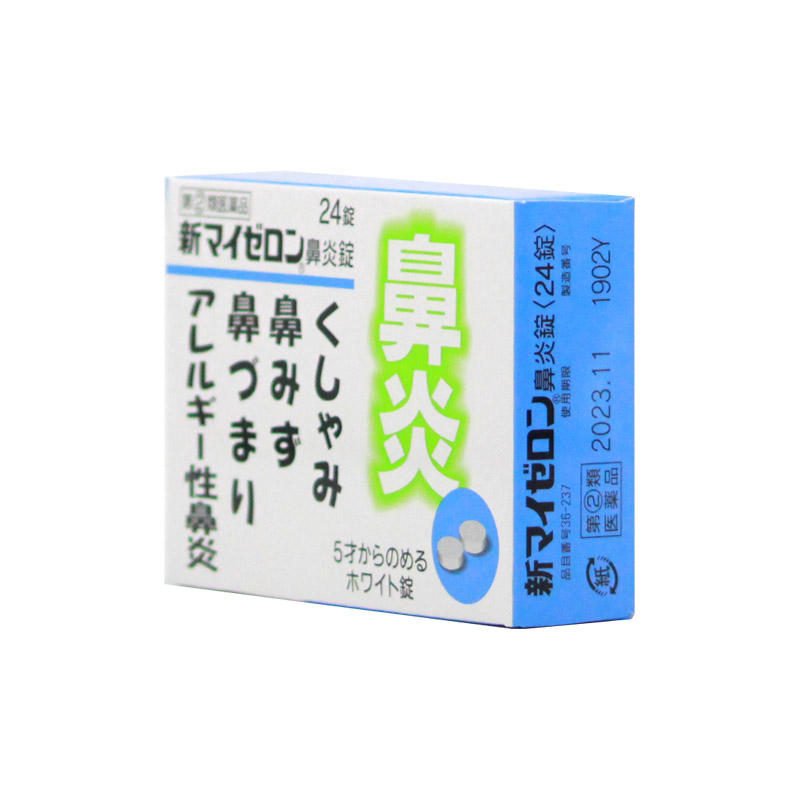 第②類医薬品
24錠
新マイゼロン®鼻炎錠
鼻炎
くしゃみ
鼻みず
鼻づまり
アレルギー性鼻炎
5才からのめる
ホワイト錠
新マイゼロン®鼻炎錠〈24錠〉
品目番号36-237
使用期限
2023.11
製造番号
1902Y
第②類
医薬品
紙